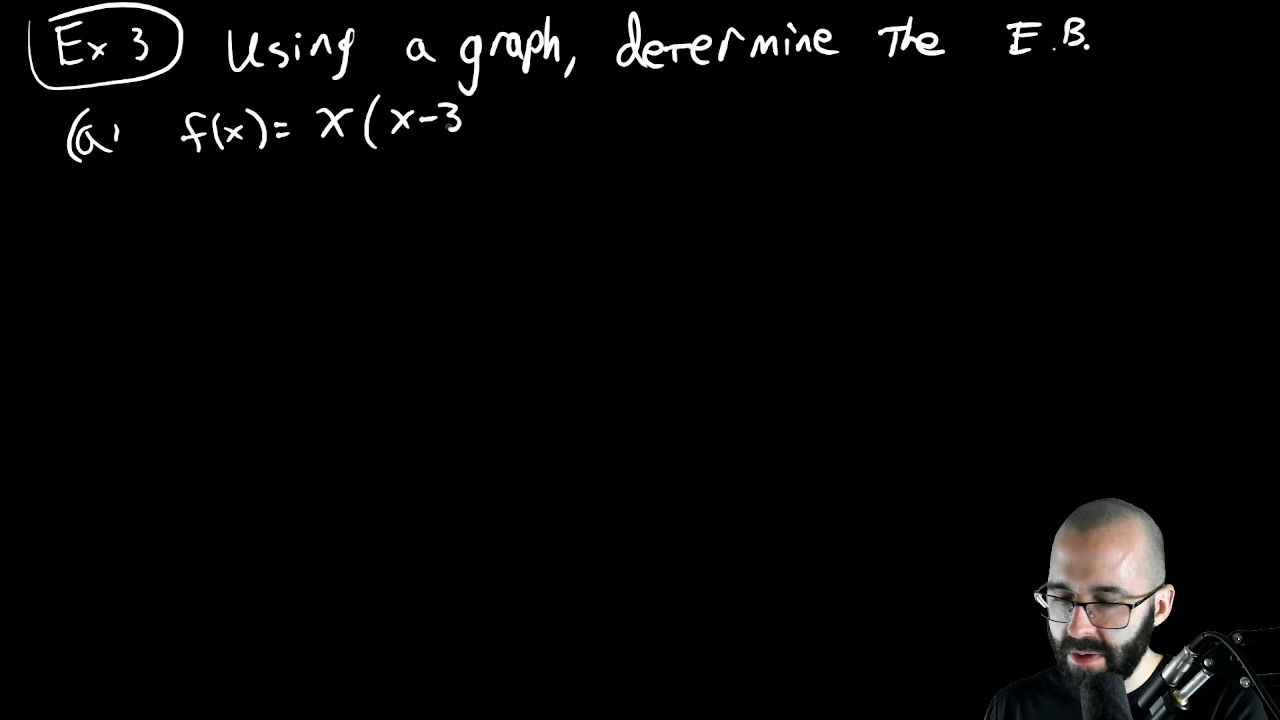 Ex 3 Using a graph, determine the E.B.
(a) f(x)= x(x-3